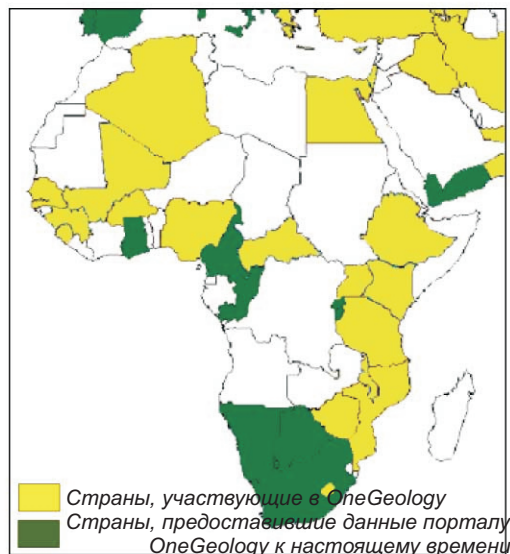 Страны, участвующие в OneGeology
Страны, предоставившие данные порталу
OneGeology к настоящему времени